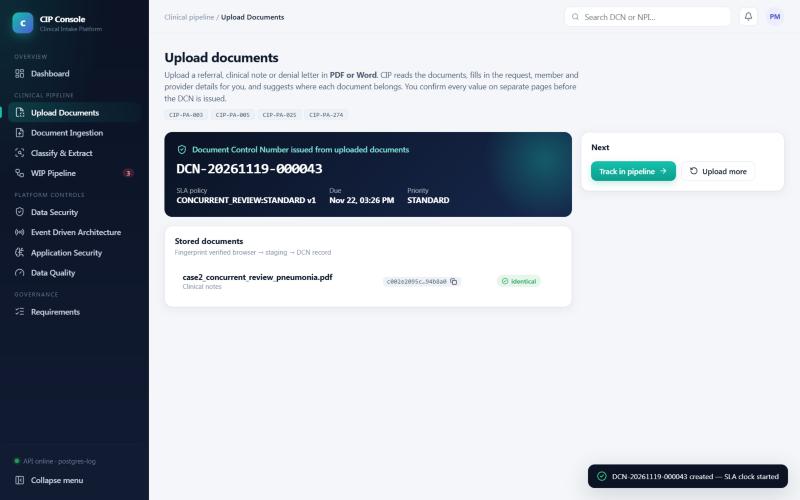 C
CIP Console
Clinical Intake Platform
OVERVIEW
Dashboard
CLINICAL PIPELINE
Upload Documents
Document Ingestion
Classify & Extract
WIP Pipeline 3
PLATFORM CONTROLS
Data Security
Event Driven Architecture
Application Security
Data Quality
GOVERNANCE
Requirements
API online · postgres-log
Collapse menu
Clinical pipeline / Upload Documents
Search DCN or NPI...
PM
Upload documents
Upload a referral, clinical note or denial letter in PDF or Word. CIP reads the documents, fills in the request, member and
provider details for you, and suggests where each document belongs. You confirm every value on separate pages before
the DCN is issued.
CIP-PA-003 CIP-PA-005 CIP-PA-025 CIP-PA-274
Document Control Number issued from uploaded documents
DCN-20261119-000043
SLA policy Due Priority
CONCURRENT_REVIEW:STANDARD v1 Nov 22, 03:26 PM STANDARD
Next
Track in pipeline → Upload more
Stored documents
Fingerprint verified browser → staging → DCN record
case2_concurrent_review_pneumonia.pdf
Clinical notes
c002e2095c…94b8a0 identical
DCN-20261119-000043 created — SLA clock started